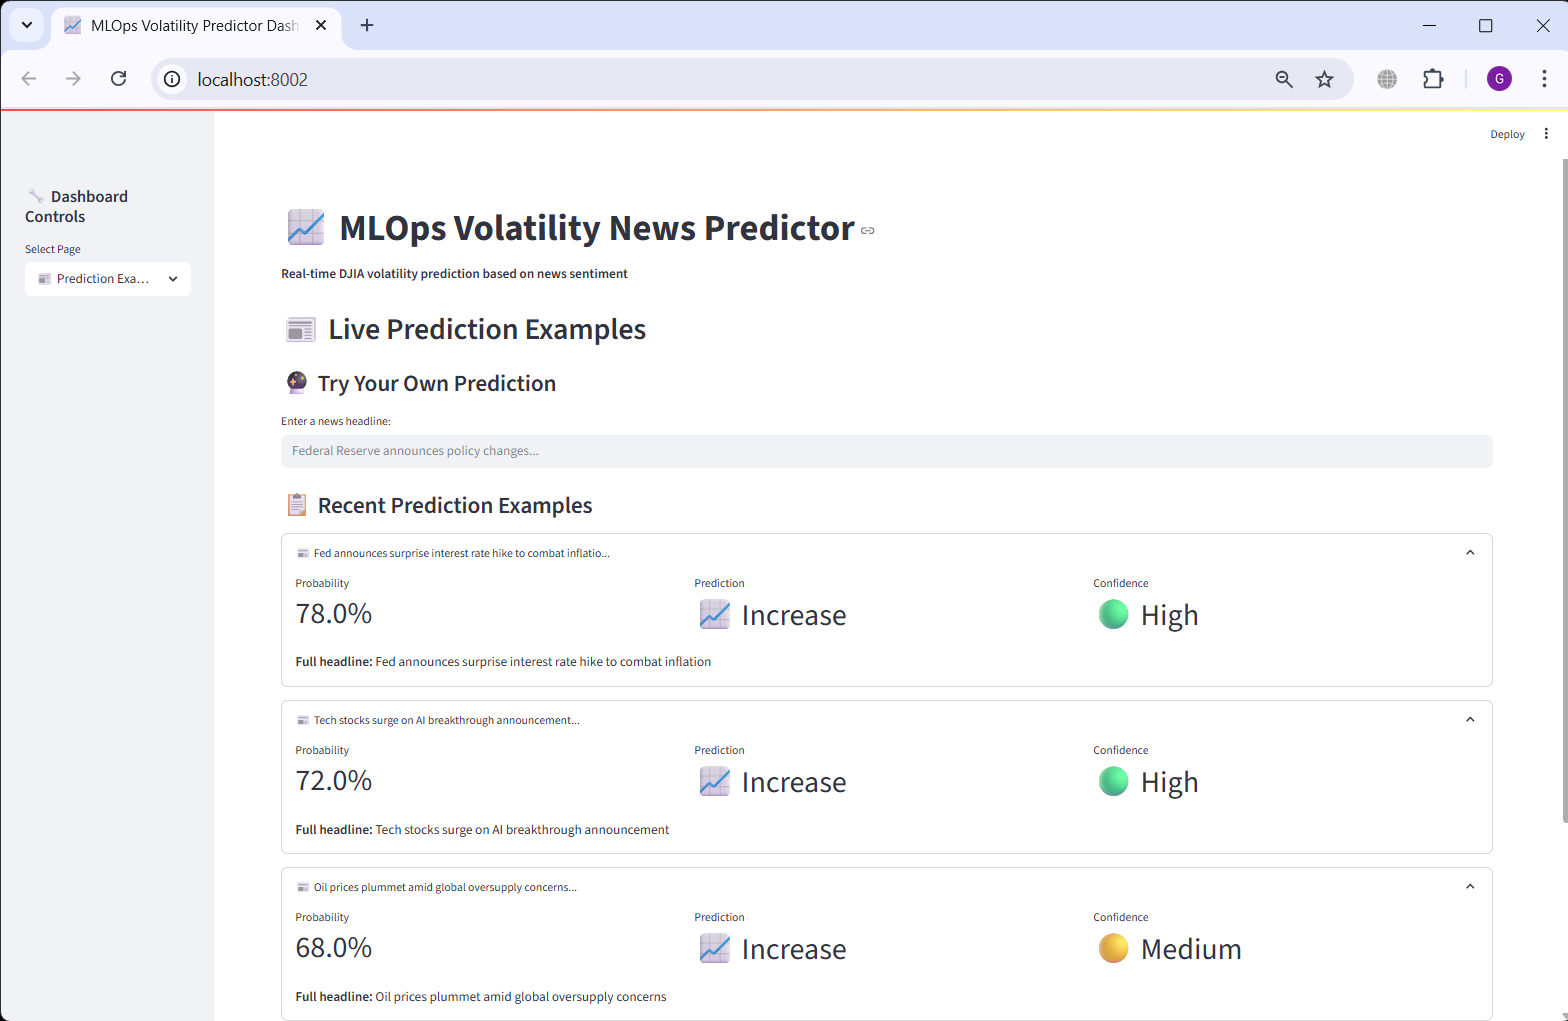 MLOps Volatility Predictor Dash
localhost:8002
G
Deploy
Dashboard
Controls
Select Page
Prediction Exa...
MLOps Volatility News Predictor
Real-time DJIA volatility prediction based on news sentiment
Live Prediction Examples
Try Your Own Prediction
Enter a news headline:
Federal Reserve announces policy changes...
Recent Prediction Examples
Fed announces surprise interest rate hike to combat inflatio...
Probability Prediction Confidence
78.0% Increase High
Full headline: Fed announces surprise interest rate hike to combat inflation
Tech stocks surge on AI breakthrough announcement...
Probability Prediction Confidence
72.0% Increase High
Full headline: Tech stocks surge on AI breakthrough announcement
Oil prices plummet amid global oversupply concerns...
Probability Prediction Confidence
68.0% Increase Medium
Full headline: Oil prices plummet amid global oversupply concerns